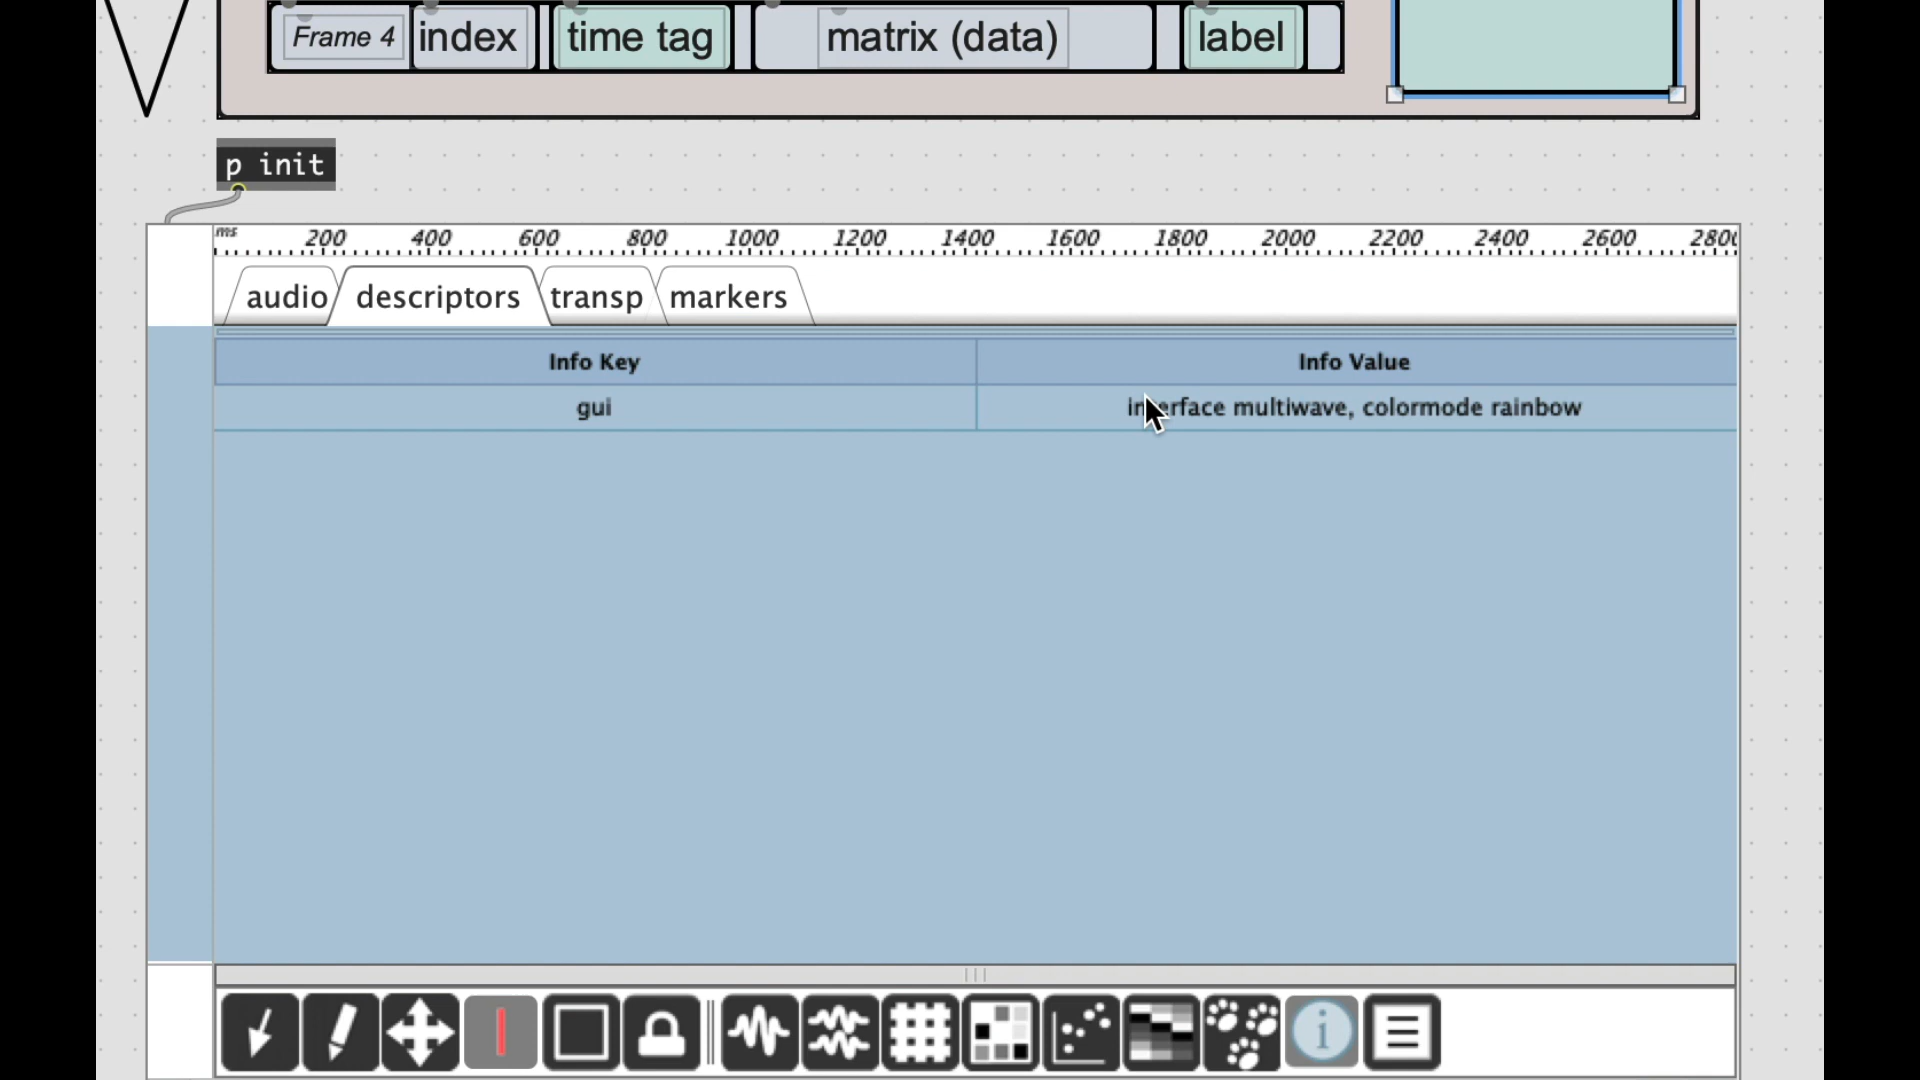 Frame 4 index time tag matrix (data) label
p init
ms 200 400 600 800 1000 1200 1400 1600 1800 2000 2200 2400 2600
audio descriptors transp markers
Info Key Info Value
gui interface multiwave, colormode rainbow